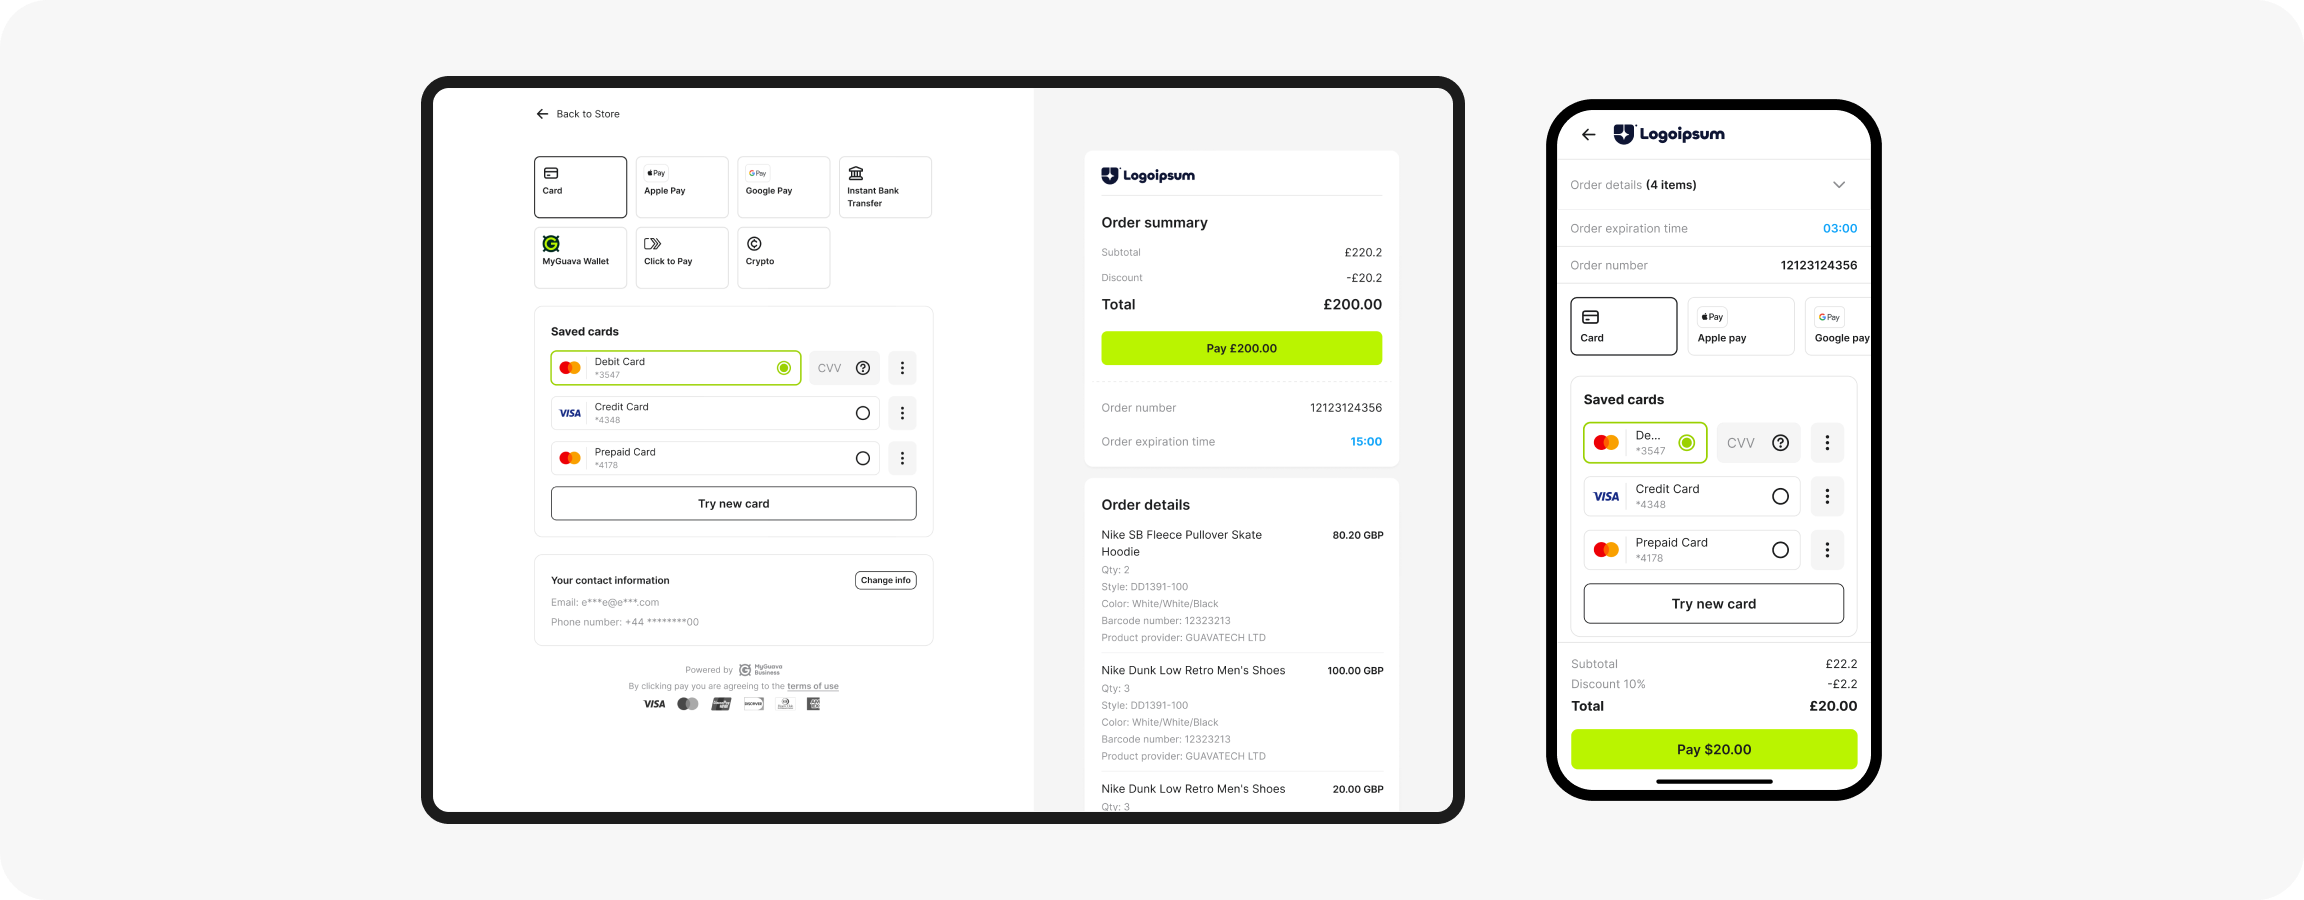 Back to Store
Card
Pay
Apple Pay
G Pay
Google Pay
Instant Bank
Transfer
MyGuava Wallet
Click to Pay
Crypto
Saved cards
Debit Card
*3547
CVV
VISA
Credit Card
*4348
Prepaid Card
*4178
Try new card
Your contact information
Change info
Email: e***e@e***.com
Phone number: +44 ********00
Powered by MyGuava Business
By clicking pay you are agreeing to the terms of use
VISA
DISCOVER
Logoipsum
Order summary
Subtotal £220.2
Discount -£20.2
Total £200.00
Pay £200.00
Order number 12123124356
Order expiration time 15:00
Order details
Nike SB Fleece Pullover Skate 80.20 GBP
Hoodie
Qty: 2
Style: DD1391-100
Color: White/White/Black
Barcode number: 12323213
Product provider: GUAVATECH LTD
Nike Dunk Low Retro Men's Shoes 100.00 GBP
Qty: 3
Style: DD1391-100
Color: White/White/Black
Barcode number: 12323213
Product provider: GUAVATECH LTD
Nike Dunk Low Retro Men's Shoes 20.00 GBP
Qty: 3
Logoipsum
Order details (4 items)
Order expiration time 03:00
Order number 12123124356
Card
Pay
Apple pay
G Pay
Google pay
Saved cards
De...
*3547
CVV
VISA
Credit Card
*4348
Prepaid Card
*4178
Try new card
Subtotal £22.2
Discount 10% -£2.2
Total £20.00
Pay $20.00